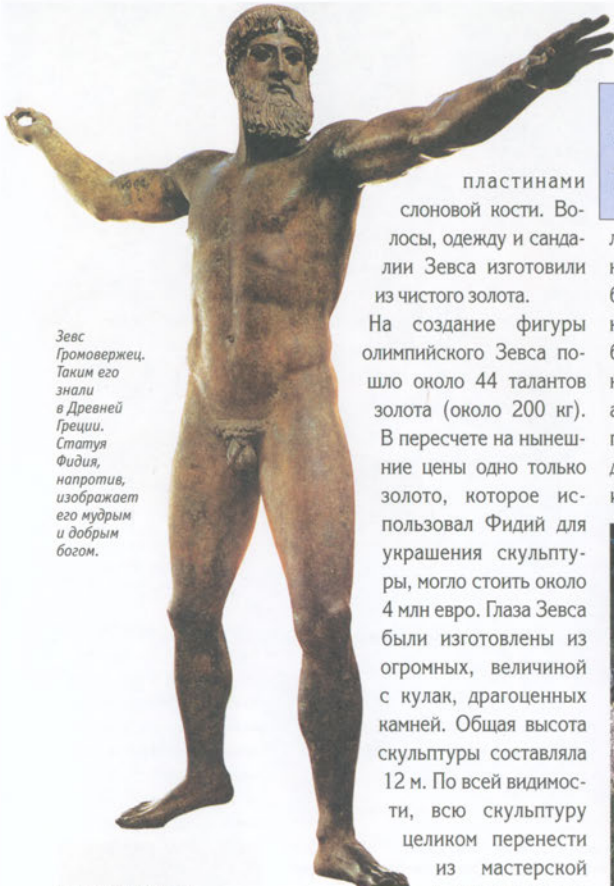 Зевс
Громовержец.
Таким его
знали
в Древней
Греции.
Статуя
Фидия,
напротив,
изображает
его мудрым
и добрым
богом.
пластинами
слоновой кости. Во-
лосы, одежду и санда-
лии Зевса изготовили
из чистого золота.
На создание фигуры
олимпийского Зевса по-
шло около 44 талантов
золота (около 200 кг).
В пересчете на нынеш-
ние цены одно только
золото, которое ис-
пользовал Фидий для
украшения скульпту-
ры, могло стоить около
4 млн евро. Глаза Зевса
были изготовлены из
огромных, величиной
с кулак, драгоценных
камней. Общая высота
скульптуры составляла
12 м. По всей видимос-
ти, всю скульптуру
целиком перенести
из мастерской